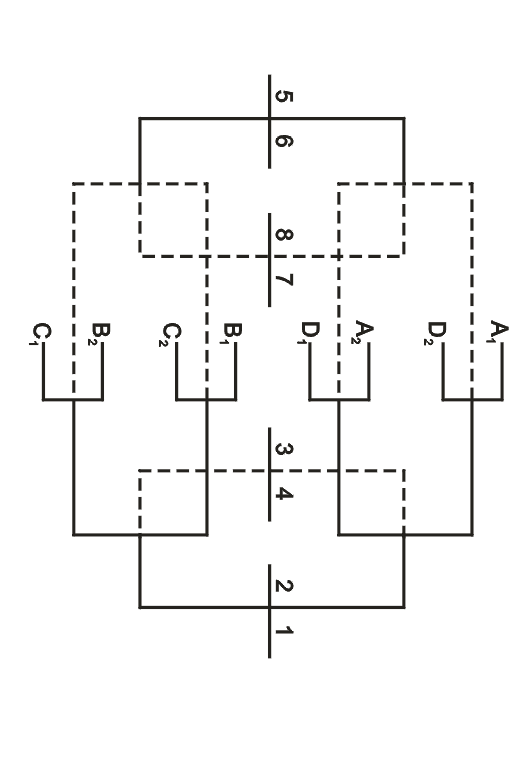 A₁
D₂
A₂
D₁
5 6 8 7 3 4 2 1
B₁
C₂
B₂
C₁